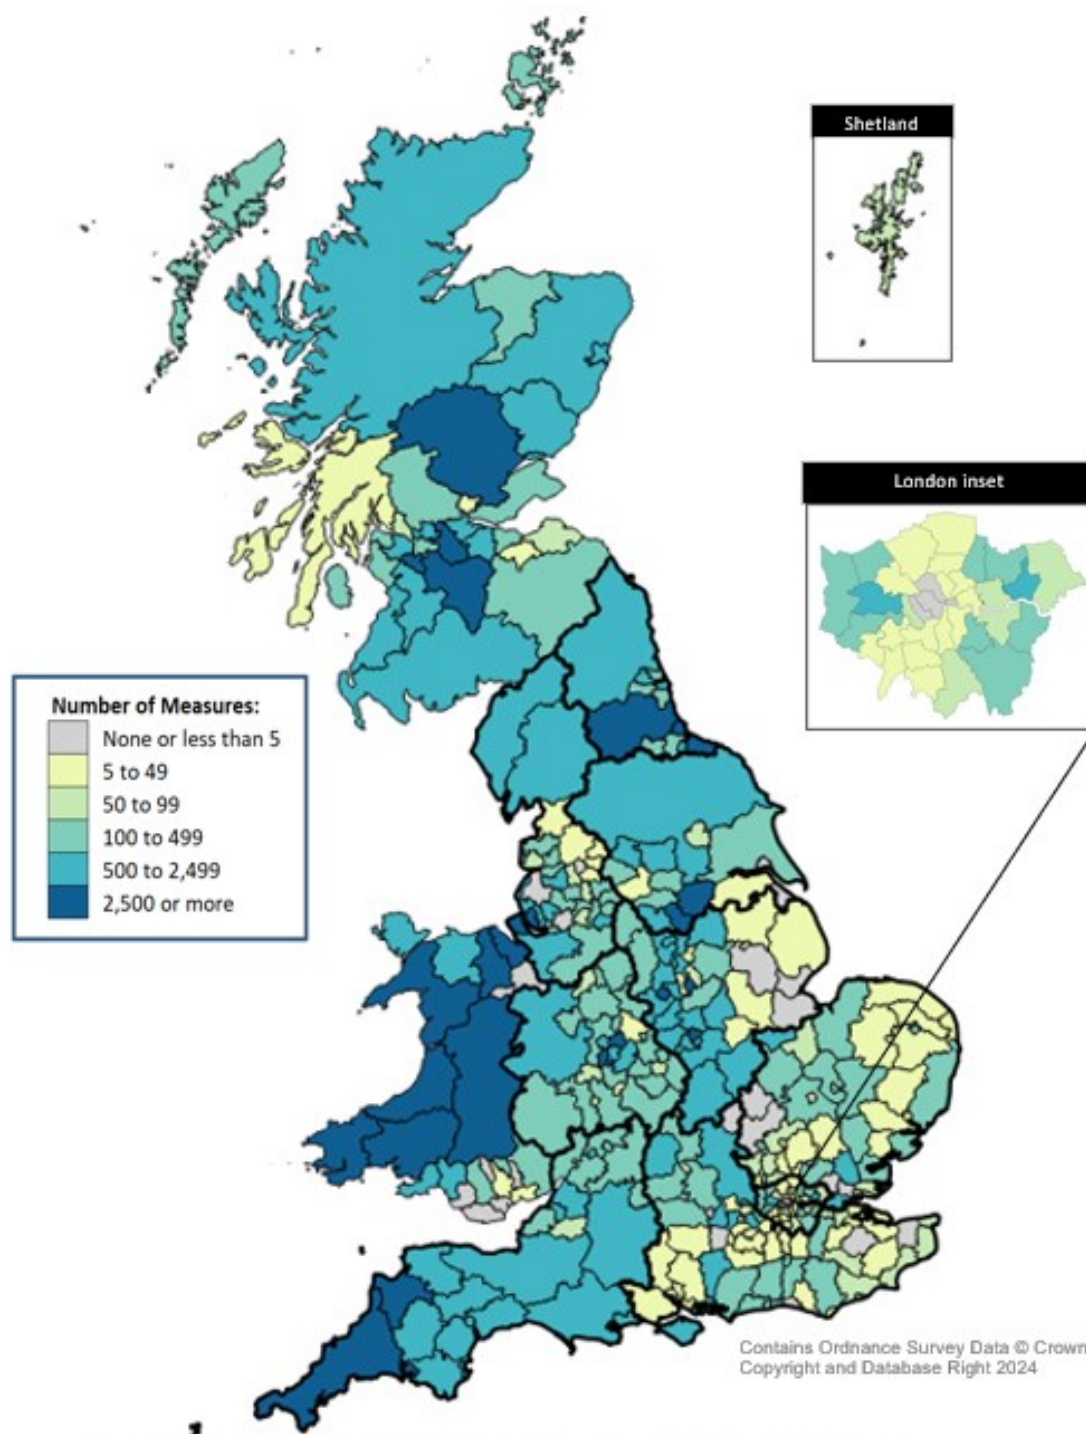 Shetland
London inset
Number of Measures:
None or less than 5
5 to 49
50 to 99
100 to 499
500 to 2,499
2,500 or more
Contains Ordnance Survey Data © Crown
Copyright and Database Right 2024